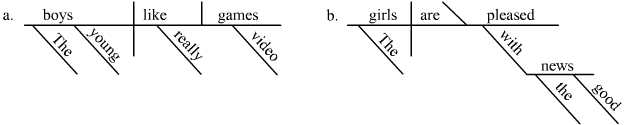 a. boys like games
The young really video
b. girls are pleased
The with
news
the good